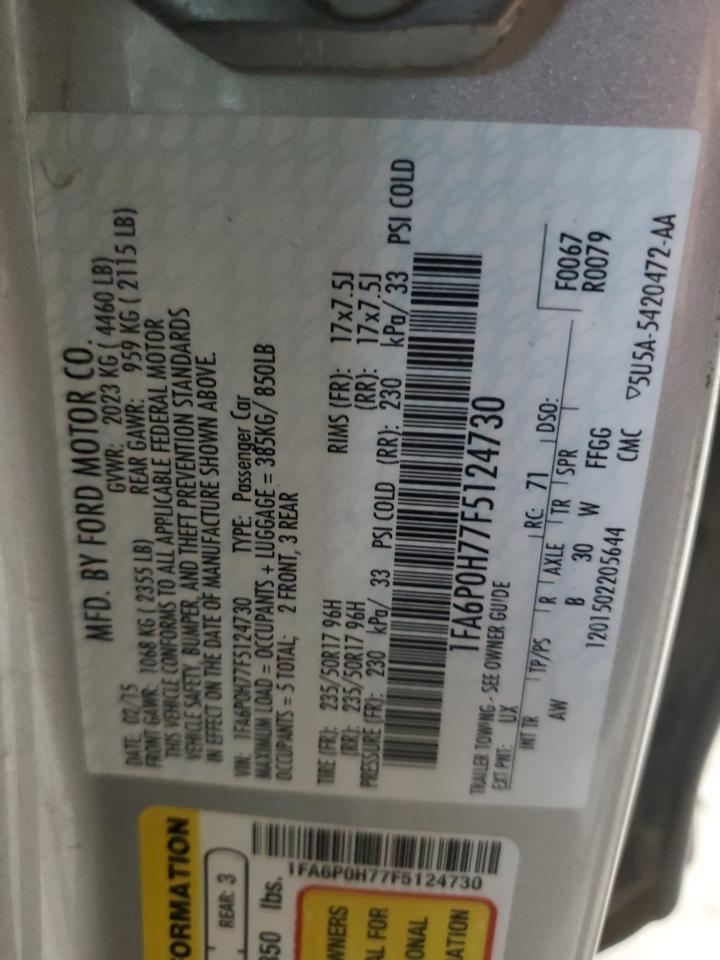 MFD. BY FORD MOTOR CO.
DATE: 02/15 GVWR: 2023 KG ( 4460 LB)
FRONT GAWR: 1068 KG ( 2355 LB) REAR GAWR: 959 KG ( 2115 LB)
THIS VEHICLE CONFORMS TO ALL APPLICABLE FEDERAL MOTOR
VEHICLE SAFETY, BUMPER, AND THEFT PREVENTION STANDARDS
IN EFFECT ON THE DATE OF MANUFACTURE SHOWN ABOVE.
VIN: 1FA6P0H77F5124730 TYPE: Passenger Car
MAXIMUM LOAD = OCCUPANTS + LUGGAGE = 385KG/ 850LB
OCCUPANTS = 5 TOTAL; 2 FRONT, 3 REAR
TIRE (FR): 235/50R17 96H RIMS (FR): 17x7.5J
(RR): 235/50R17 96H (RR): 17x7.5J
PRESSURE (FR): 230 kPa/ 33 PSI COLD (RR): 230 kPa/ 33 PSI COLD
1FA6P0H77F5124730
TRAILER TOWING - SEE OWNER GUIDE
EXT PNT: UX RC: 71 DSO:
INT TR TP/PS R AXLE TR SPR F0067
R0079
AW B 30 W FFGG
1201502205644 CMC ▽5U5A-5420472-AA
ORMATION
REAR: 3
850 lbs.
1FA6P0H77F5124730
WNERS
AL FOR
ONAL
ATION